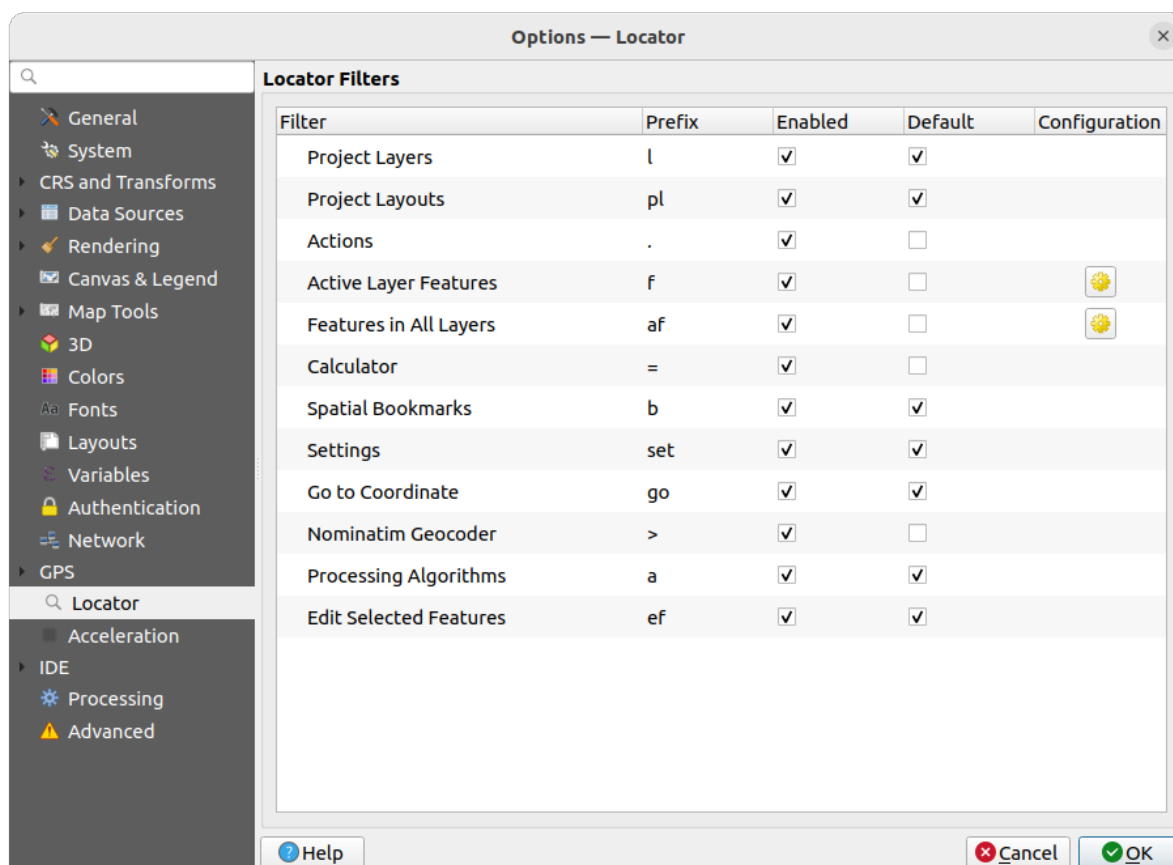 Options — Locator
Locator Filters
General
System
CRS and Transforms
Data Sources
Rendering
Canvas & Legend
Map Tools
3D
Colors
Aa Fonts
Layouts
ε Variables
Authentication
Network
GPS
Locator
Acceleration
IDE
Processing
Advanced
Filter Prefix Enabled Default Configuration
Project Layers l
Project Layouts pl
Actions .
Active Layer Features f
Features in All Layers af
Calculator =
Spatial Bookmarks b
Settings set
Go to Coordinate go
Nominatim Geocoder >
Processing Algorithms a
Edit Selected Features ef
? Help Cancel OK